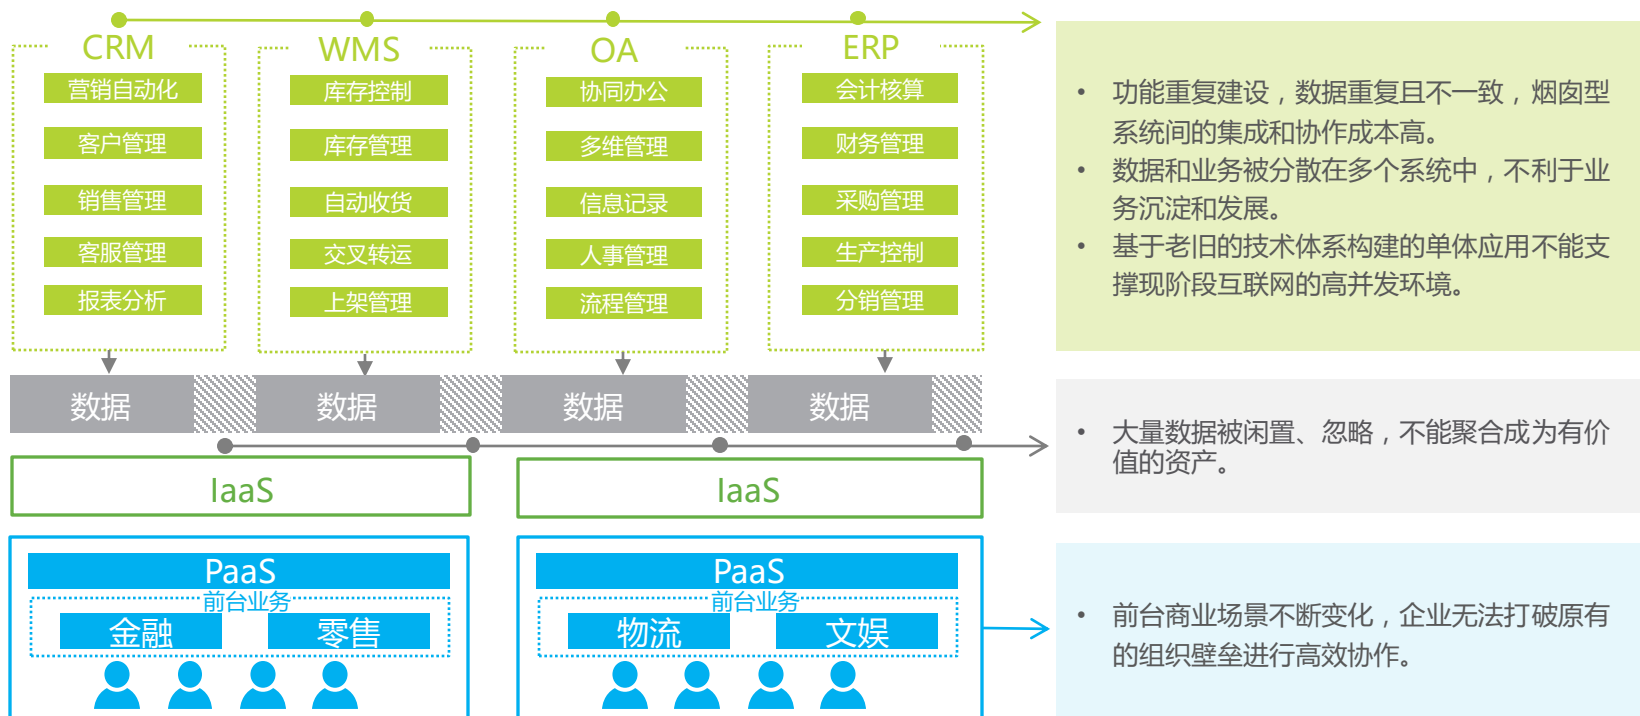 CRM
营销自动化
客户管理
销售管理
客服管理
报表分析
WMS
库存控制
库存管理
自动收货
交叉转运
上架管理
OA
协同办公
多维管理
信息记录
人事管理
流程管理
ERP
会计核算
财务管理
采购管理
生产控制
分销管理
• 功能重复建设，数据重复且不一致，烟囱型
系统间的集成和协作成本高。
• 数据和业务被分散在多个系统中，不利于业
务沉淀和发展。
• 基于老旧的技术体系构建的单体应用不能支
撑现阶段互联网的高并发环境。
数据
数据
数据
数据
• 大量数据被闲置、忽略，不能聚合成为有价
值的资产。
IaaS
IaaS
PaaS
前台业务
金融
零售
PaaS
前台业务
物流
文娱
• 前台商业场景不断变化，企业无法打破原有
的组织壁垒进行高效协作。